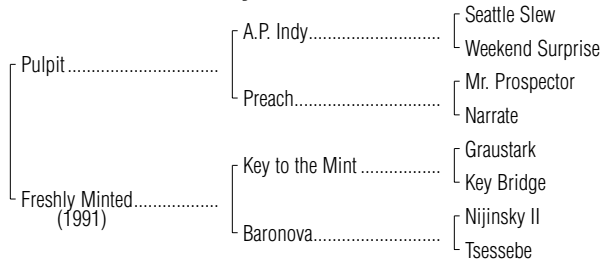 Seattle Slew
A.P. Indy..............................
Weekend Surprise
Pulpit..................................
Mr. Prospector
Preach..................................
Narrate
Graustark
Key to the Mint ...................
Key Bridge
Freshly Minted....................
(1991)
Nijinsky II
Baronova.............................
Tsessebe